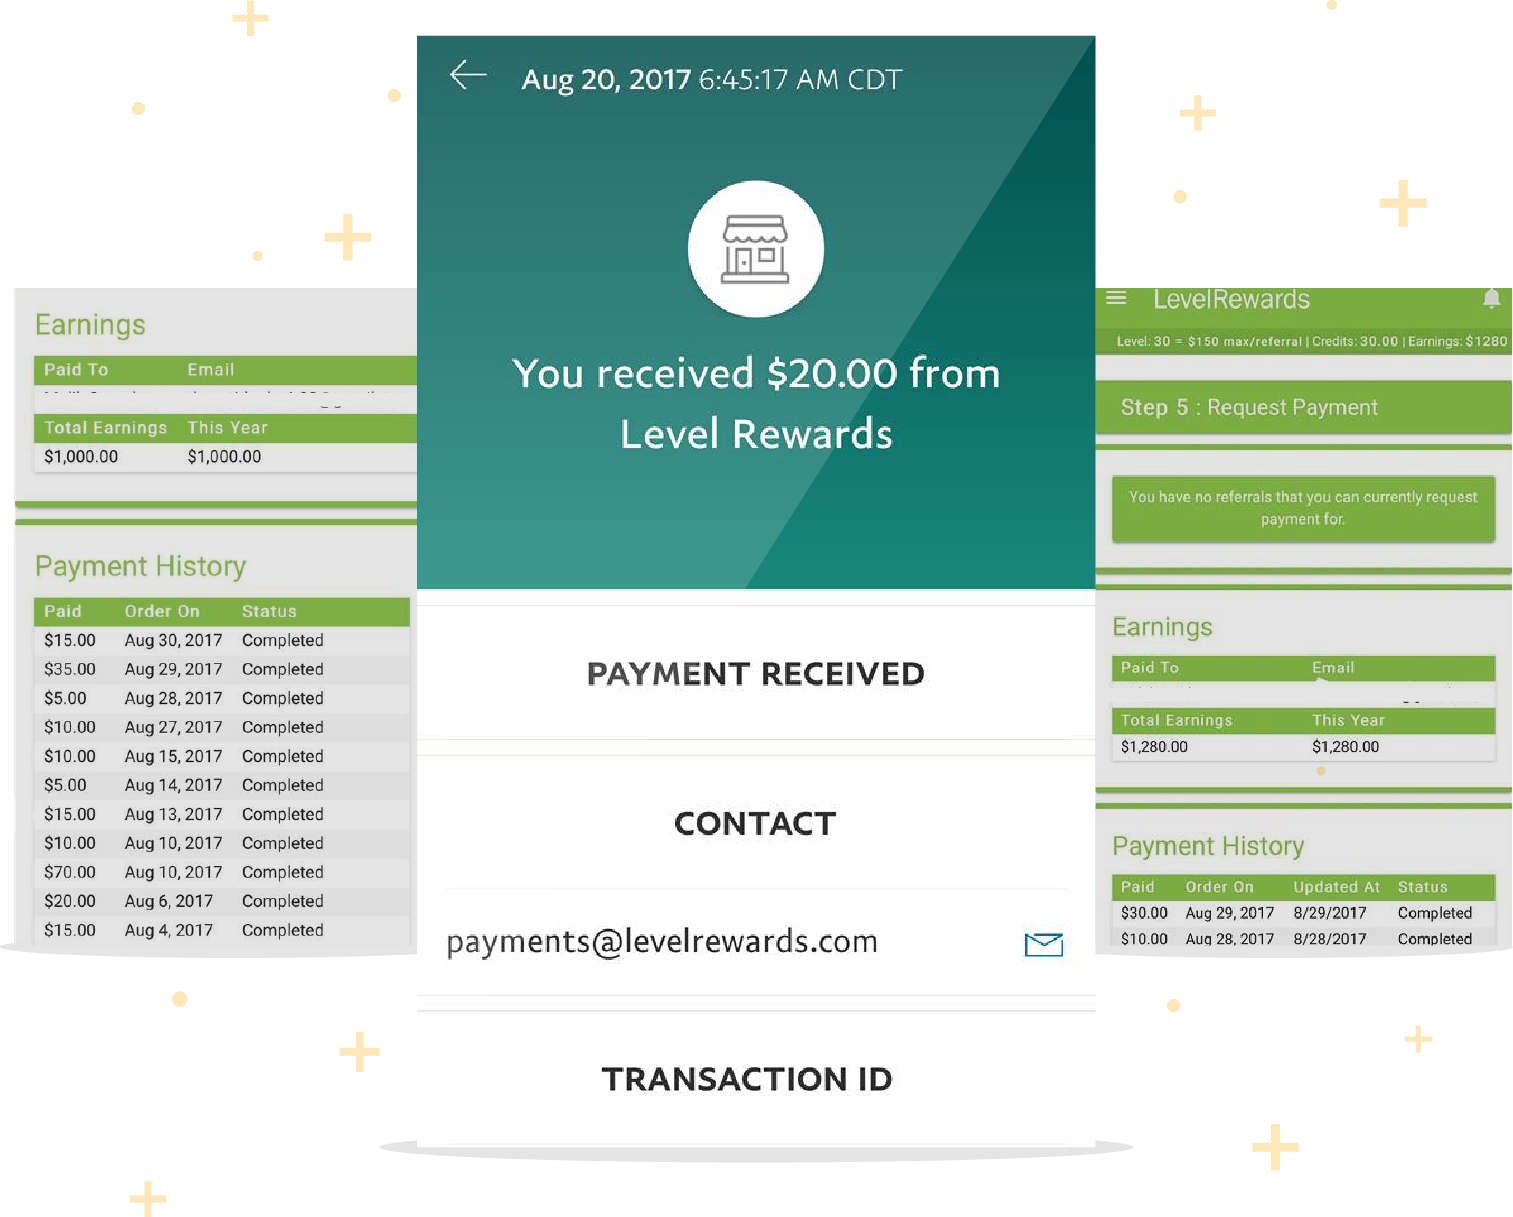 Aug 20, 2017 6:45:17 AM CDT
You received $20.00 from
Level Rewards
PAYMENT RECEIVED
CONTACT
payments@levelrewards.com
TRANSACTION ID
Earnings
Paid To Email
Total Earnings This Year
$1,000.00 $1,000.00
Payment History
Paid Order On Status
$15.00 Aug 30, 2017 Completed
$35.00 Aug 29, 2017 Completed
$5.00 Aug 28, 2017 Completed
$10.00 Aug 27, 2017 Completed
$10.00 Aug 15, 2017 Completed
$5.00 Aug 14, 2017 Completed
$15.00 Aug 13, 2017 Completed
$10.00 Aug 10, 2017 Completed
$70.00 Aug 10, 2017 Completed
$20.00 Aug 6, 2017 Completed
$15.00 Aug 4, 2017 Completed
LevelRewards
Level: 30 = $150 max/referral | Credits: 30.00 | Earnings: $1280
Step 5 : Request Payment
You have no referrals that you can currently request
payment for.
Earnings
Paid To Email
Total Earnings This Year
$1,280.00 $1,280.00
Payment History
Paid Order On Updated At Status
$30.00 Aug 29, 2017 8/29/2017 Completed
$10.00 Aug 28, 2017 8/28/2017 Completed